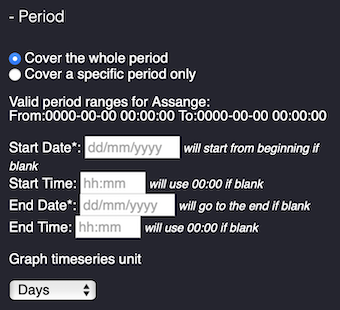 - Period
Cover the whole period
Cover a specific period only
Valid period ranges for Assange:
From:0000-00-00 00:00:00 To:0000-00-00 00:00:00
Start Date*: dd/mm/yyyy will start from beginning if
blank
Start Time: hh:mm will use 00:00 if blank
End Date*: dd/mm/yyyy will go to the end if blank
End Time: hh:mm will use 00:00 if blank
Graph timeseries unit
Days